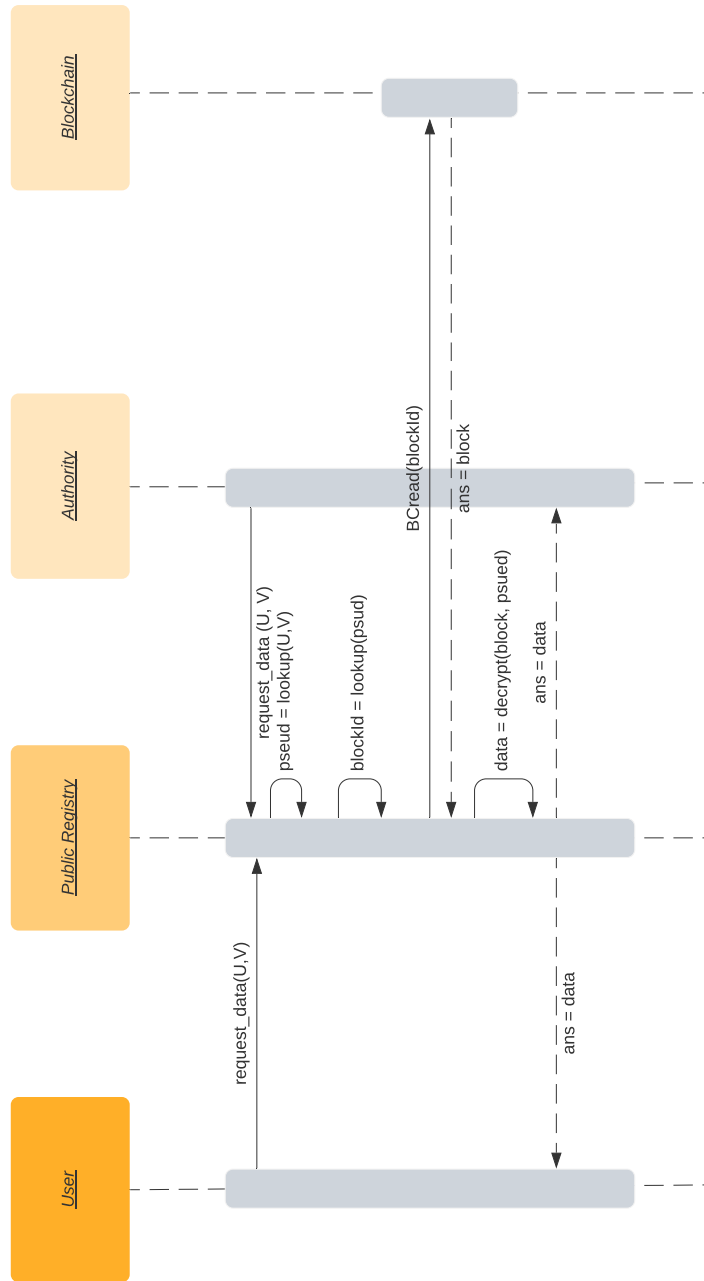 User
Public Registry
Authority
Blockchain
request_data(U,V)
request_data (U, V)
pseud = lookup(U,V)
blockId = lookup(psud)
BCread(blockId)
ans = block
data = decrypt(block, psued)
ans = data
ans = data